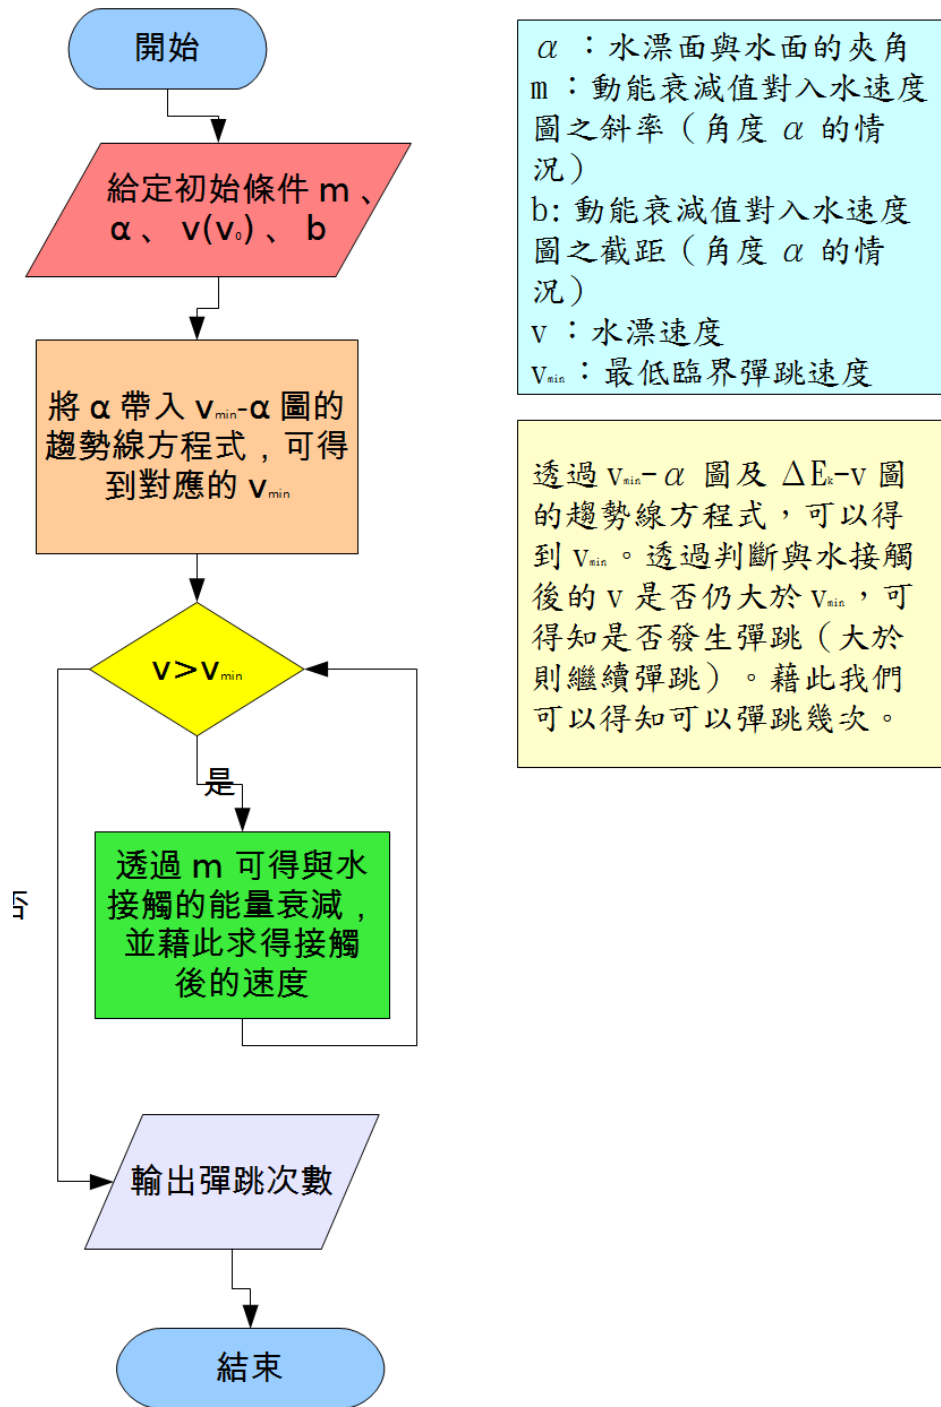 開始
給定初始條件 m 、
α 、 v(v₀) 、 b
將 α 帶入 vmin-α 圖的
趨勢線方程式 , 可得
到對應的 vmin
v>vmin
是
否
透過 m 可得與水
接觸的能量衰減 ,
並藉此求得接觸
後的速度
輸出彈跳次數
結束
α ：水漂面與水面的夾角
m ：動能衰減值對入水速度
圖之斜率（角度 α 的情
況）
b: 動能衰減值對入水速度
圖之截距（角度 α 的情
況）
v ：水漂速度
vmin ：最低臨界彈跳速度
透過 vmin- α 圖及 ΔEk-v 圖
的趨勢線方程式，可以得
到 vmin 。透過判斷與水接觸
後的 v 是否仍大於 vmin ，可
得知是否發生彈跳（大於
則繼續彈跳）。藉此我們
可以得知可以彈跳幾次。